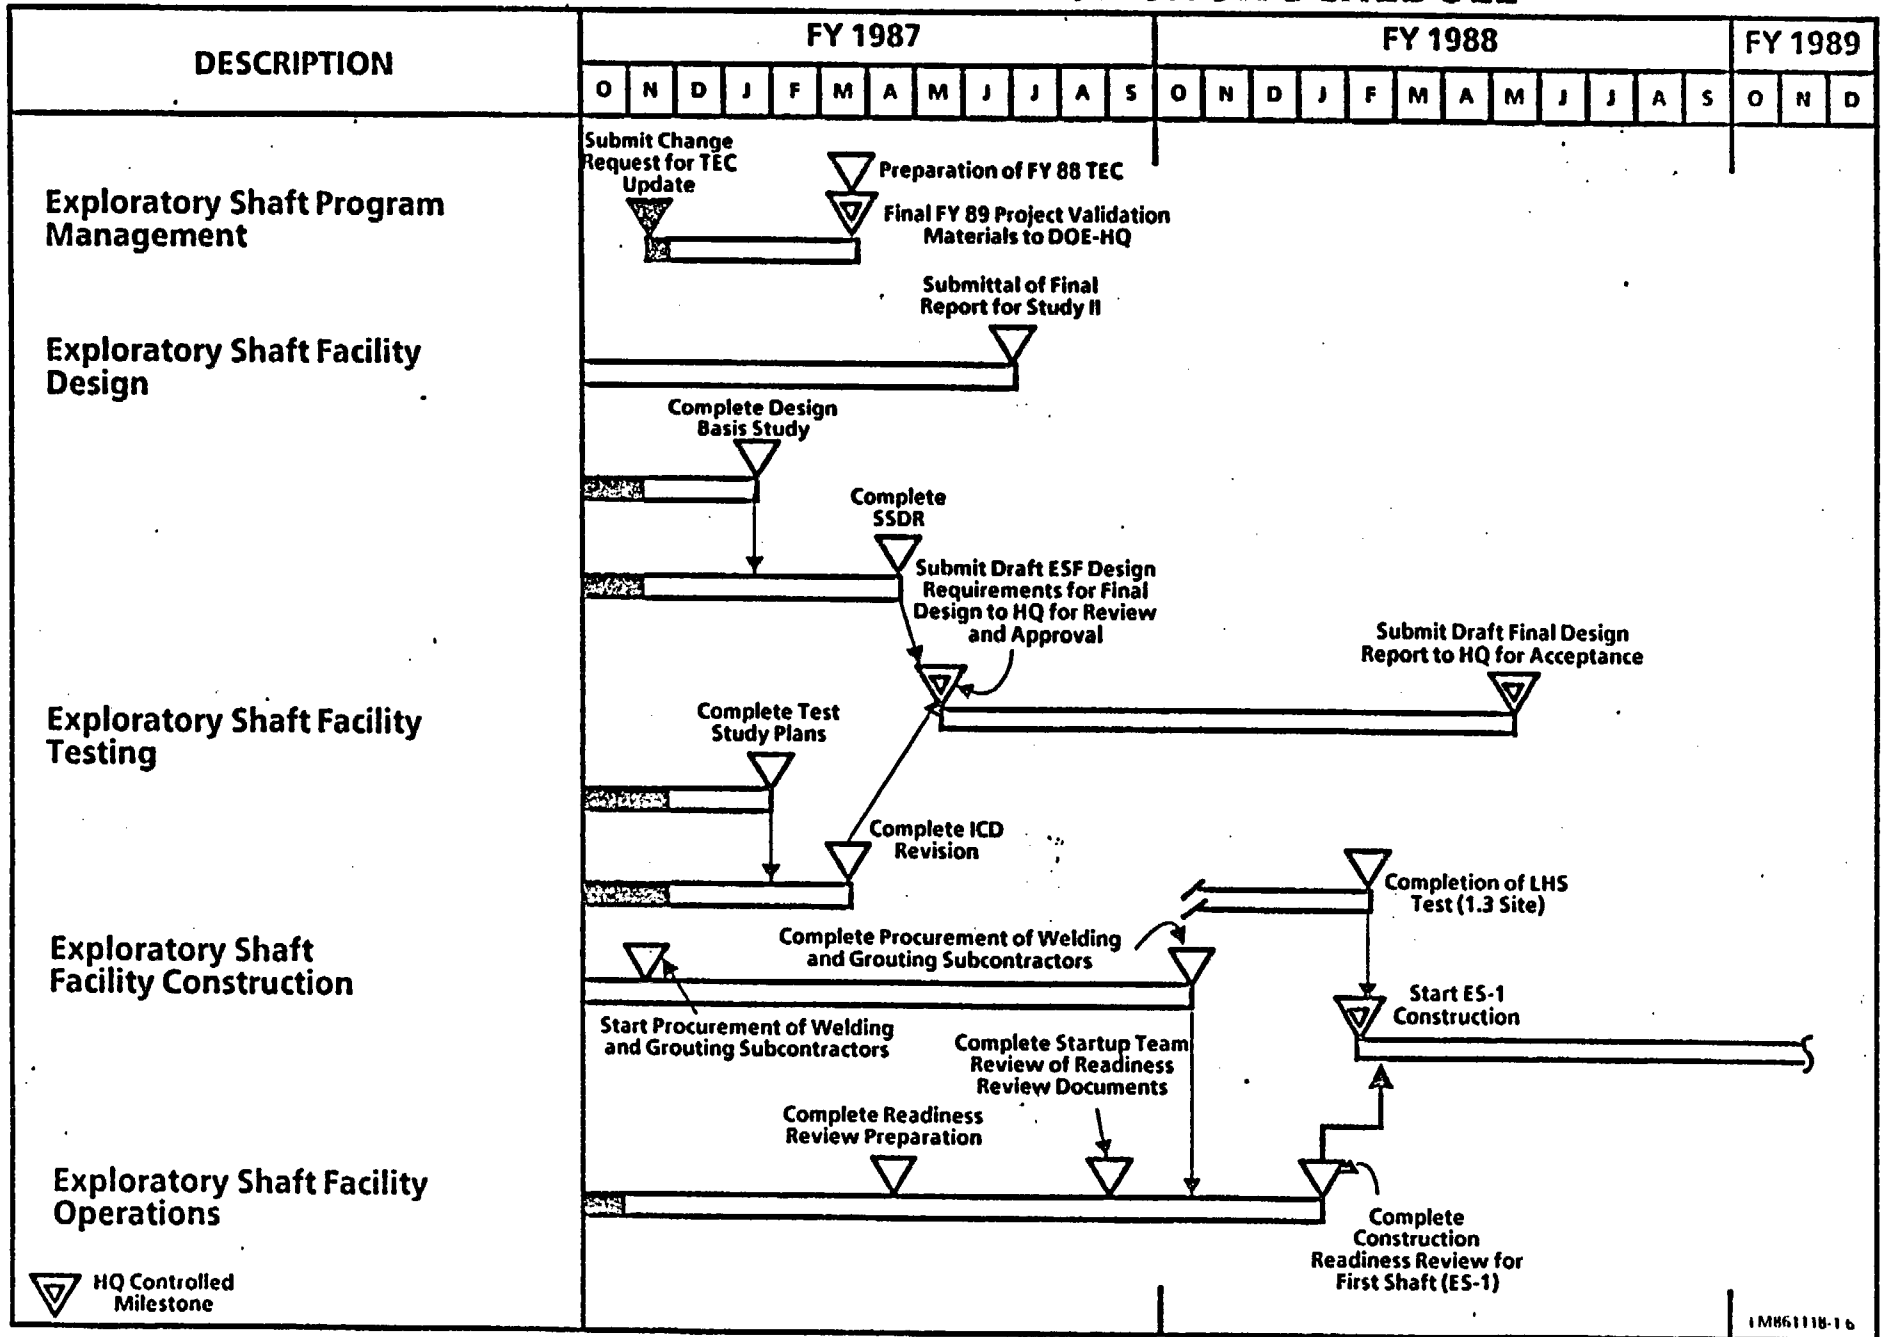 DESCRIPTION
FY 1987
FY 1988
FY 1989
O N D J F M A M J J A S O N D J F M A M J J A S O N D
Submit Change
Request for TEC
Update
Preparation of FY 88 TEC
Exploratory Shaft Program
Management
Final FY 89 Project Validation
Materials to DOE-HQ
Submittal of Final
Report for Study II
Exploratory Shaft Facility
Design
Complete Design
Basis Study
Complete
SSDR
Submit Draft ESF Design
Requirements for Final
Design to HQ for Review
and Approval
Submit Draft Final Design
Report to HQ for Acceptance
Exploratory Shaft Facility
Testing
Complete Test
Study Plans
Complete ICD
Revision
Completion of LHS
Test (1.3 Site)
Exploratory Shaft
Facility Construction
Complete Procurement of Welding
and Grouting Subcontractors
Start ES-1
Construction
Start Procurement of Welding
and Grouting Subcontractors
Complete Startup Team
Review of Readiness
Review Documents
Complete Readiness
Review Preparation
Exploratory Shaft Facility
Operations
Complete
Construction
Readiness Review for
First Shaft (ES-1)
HQ Controlled
Milestone